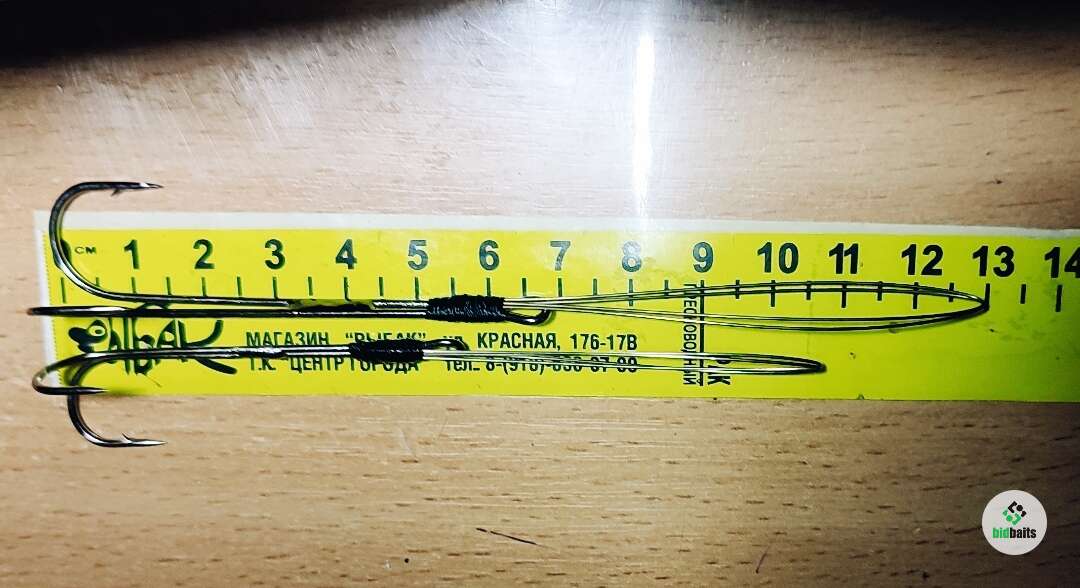 СМ 1 2 3 4 5 6 7 8 9 10 11 12 13 14
МАГАЗИН "РЫБАК" КРАСНАЯ, 176-17В
Т.К. "ЦЕНТР ГОРОДА" тел.
bidbaits